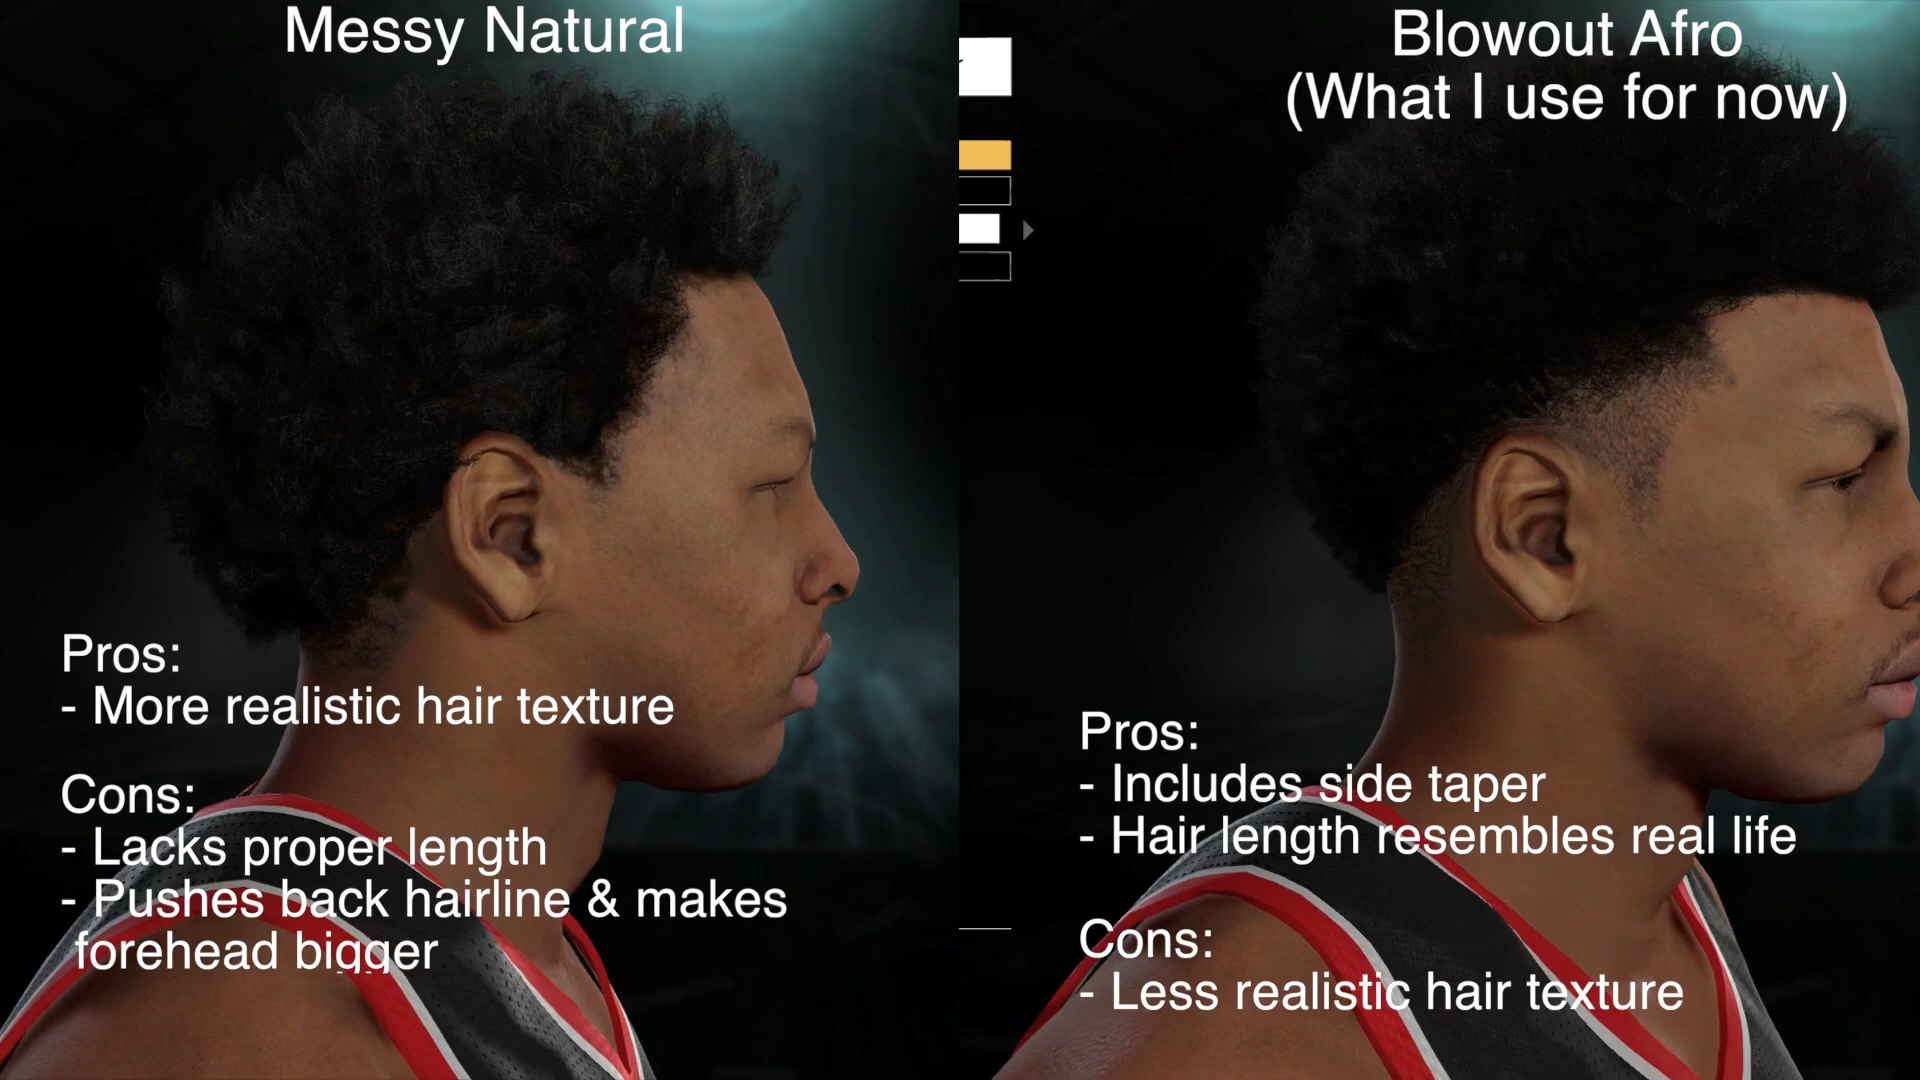 Messy Natural
Pros:
- More realistic hair texture
Cons:
- Lacks proper length
- Pushes back hairline & makes
forehead bigger
Blowout Afro
(What I use for now)
Pros:
- Includes side taper
- Hair length resembles real life
Cons:
- Less realistic hair texture